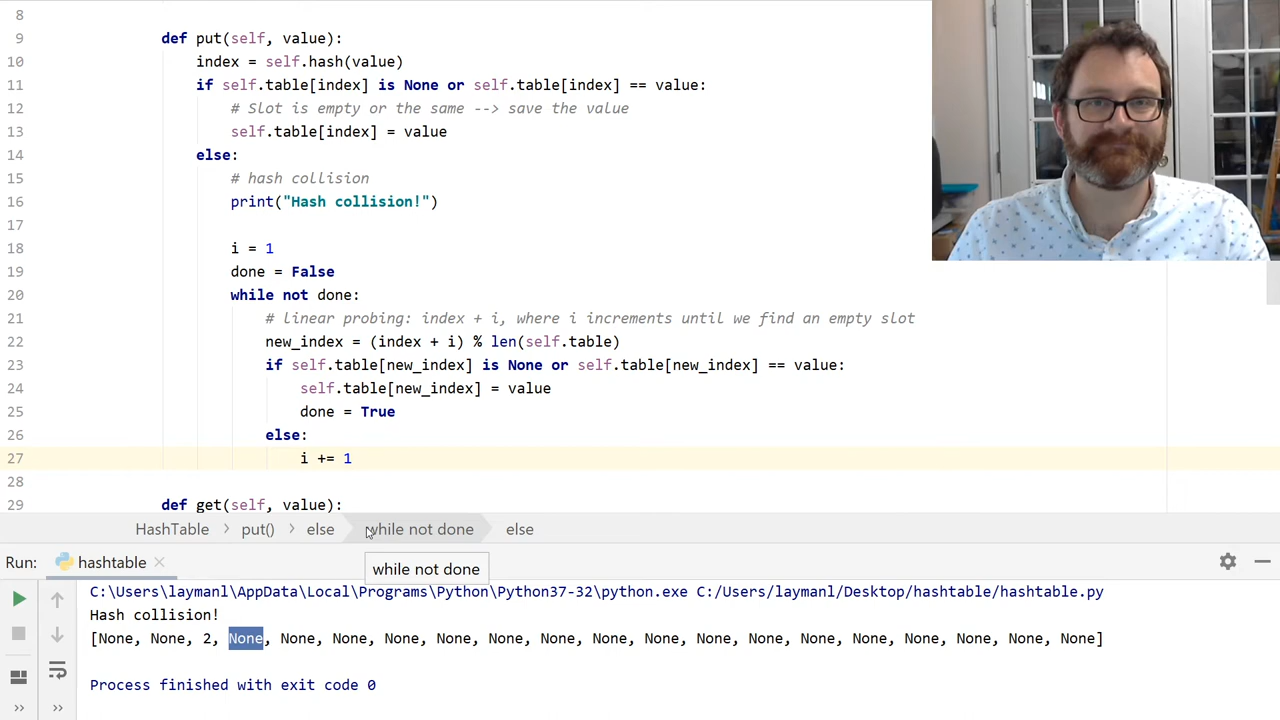 8
9 def put(self, value):
10 index = self.hash(value)
11 if self.table[index] is None or self.table[index] == value:
12 # Slot is empty or the same --> save the value
13 self.table[index] = value
14 else:
15 # hash collision
16 print("Hash collision!")
17
18 i = 1
19 done = False
20 while not done:
21 # linear probing: index + i, where i increments until we find an empty slot
22 new_index = (index + i) % len(self.table)
23 if self.table[new_index] is None or self.table[new_index] == value:
24 self.table[new_index] = value
25 done = True
26 else:
27 i += 1
28
29 def get(self, value):
HashTable > put() > else while not done else
while not done
Run: hashtable
C:\Users\laymanl\AppData\Local\Programs\Python\Python37-32\python.exe C:/Users/laymanl/Desktop/hashtable/hashtable.py
Hash collision!
[None, None, 2, None, None, None, None, None, None, None, None, None, None, None, None, None, None, None, None, None]
Process finished with exit code 0